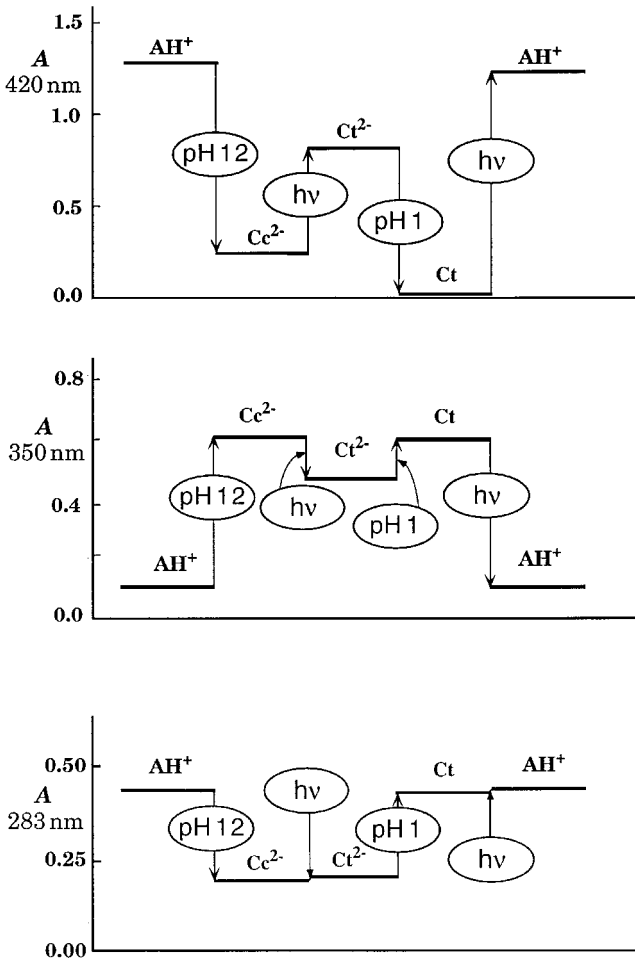 1.5
A
420 nm
1.0
0.5
0.0
AH⁺
pH 12
Cc²⁻
hν
Ct²⁻
pH 1
Ct
hν
AH⁺
0.8
A
350 nm
0.4
0.0
AH⁺
pH 12
Cc²⁻
hν
Ct²⁻
pH 1
Ct
hν
AH⁺
0.50
A
283 nm
0.25
0.00
AH⁺
pH 12
Cc²⁻
hν
Ct²⁻
pH 1
Ct
hν
AH⁺